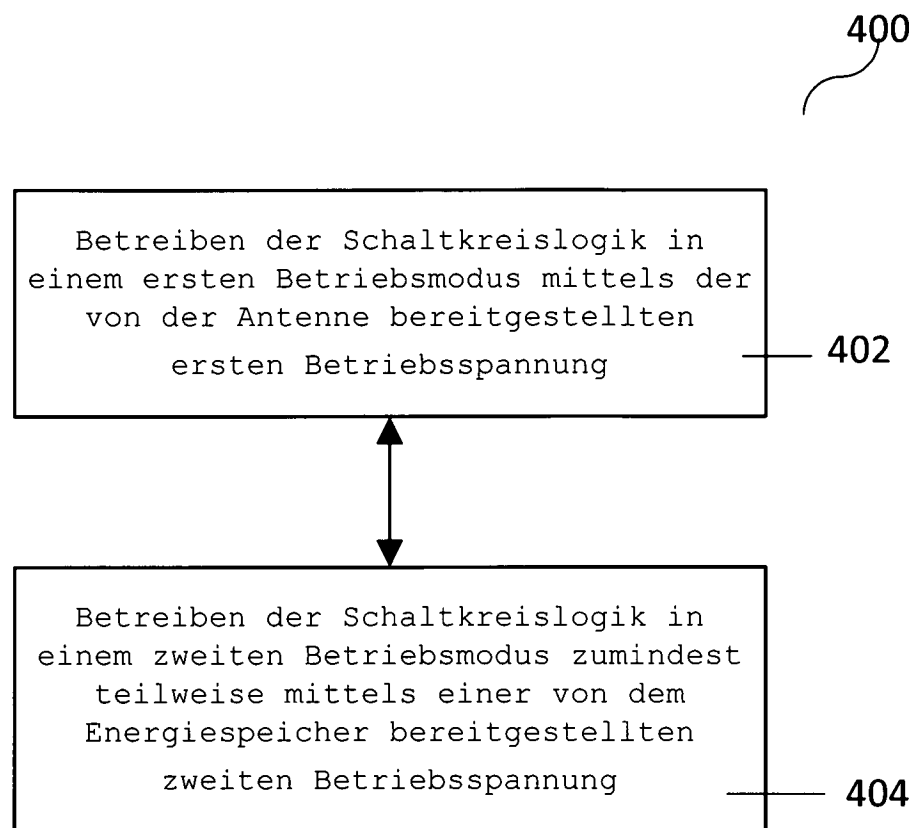 400
Betreiben der Schaltkreislogik in
einem ersten Betriebsmodus mittels der
von der Antenne bereitgestellten
ersten Betriebsspannung
402
Betreiben der Schaltkreislogik in
einem zweiten Betriebsmodus zumindest
teilweise mittels einer von dem
Energiespeicher bereitgestellten
zweiten Betriebsspannung
404